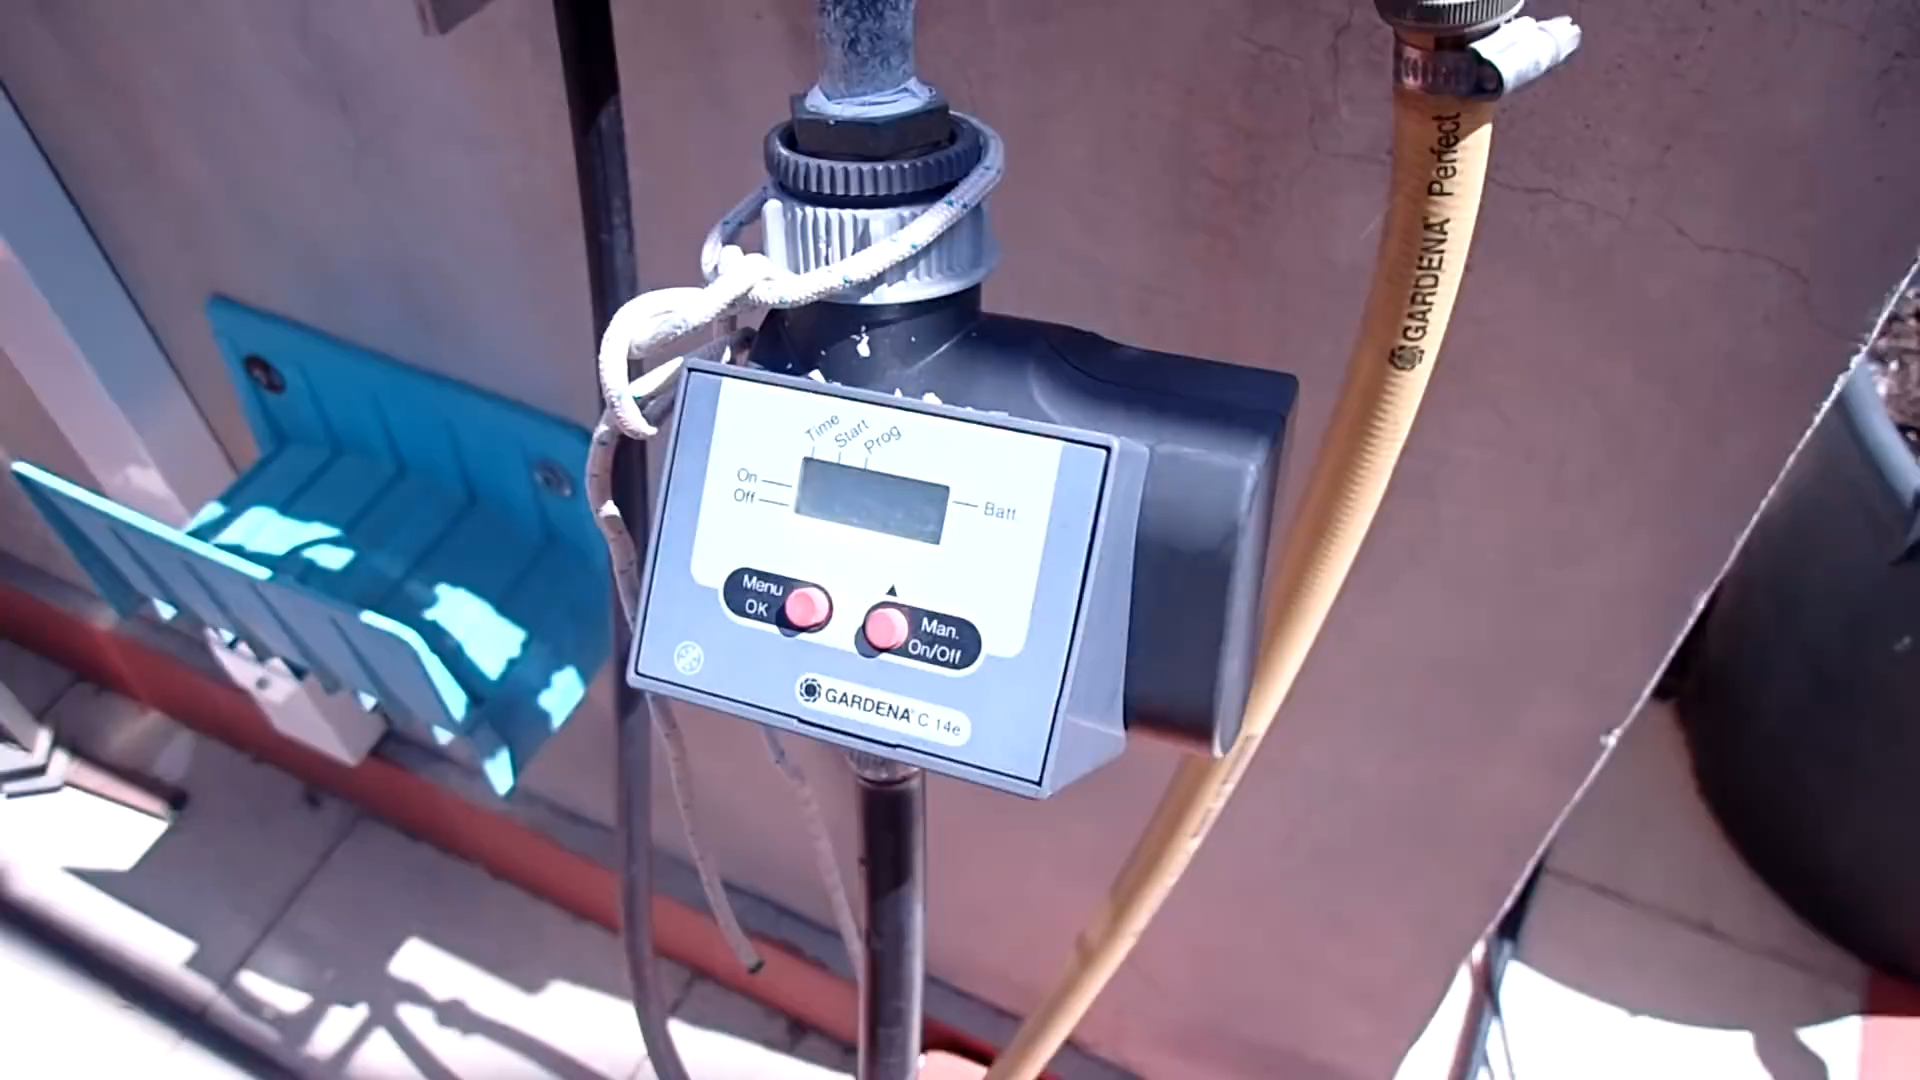 Time
Start
Prog
On
Off
Batt
Menu
OK
▲
Man.
On/Off
GARDENA® C 14e
GARDENA® Perfect